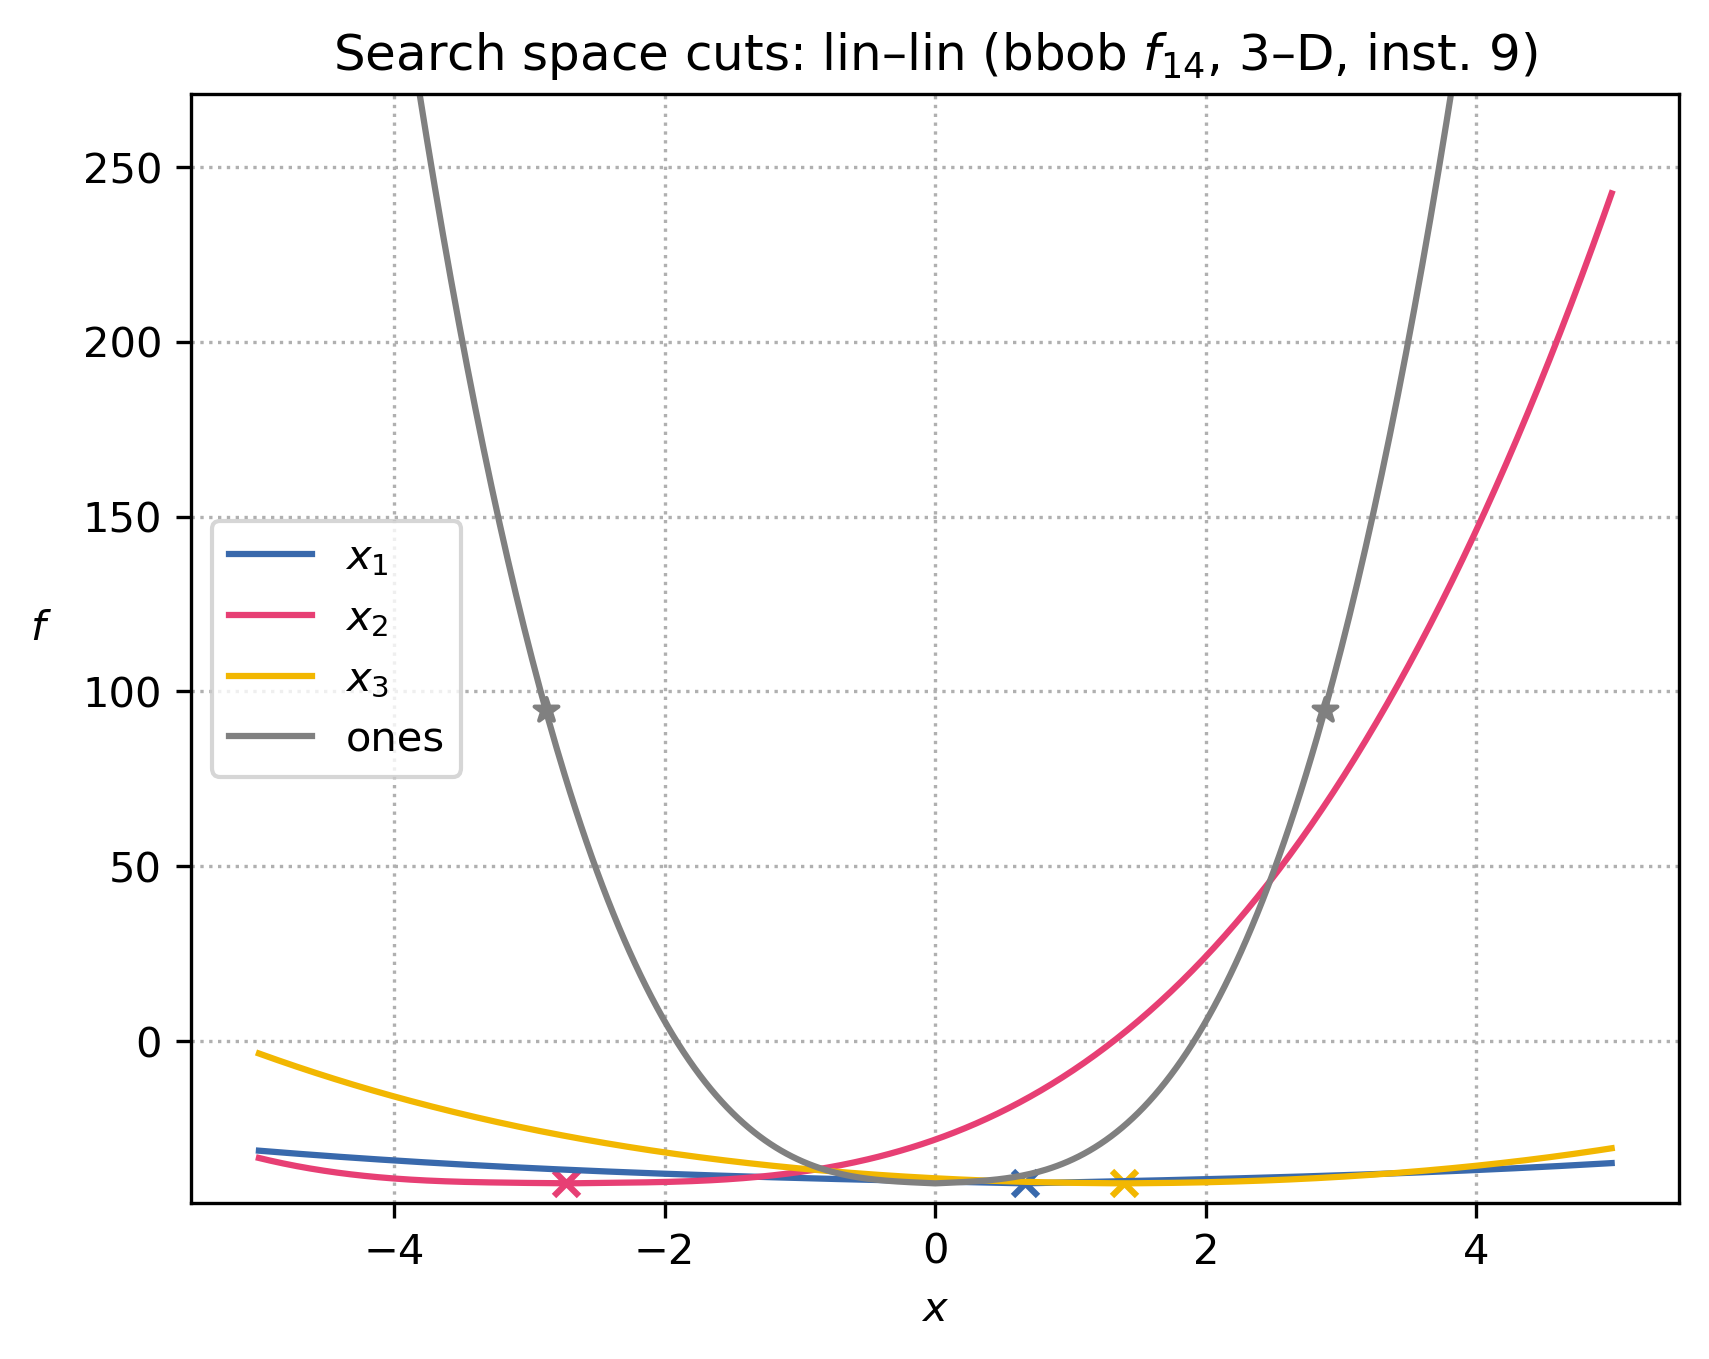 Search space cuts: lin–lin (bbob f₁₄, 3–D, inst. 9)
250
200
150
100
50
0
f
x₁
x₂
x₃
ones
−4 −2 0 2 4
x